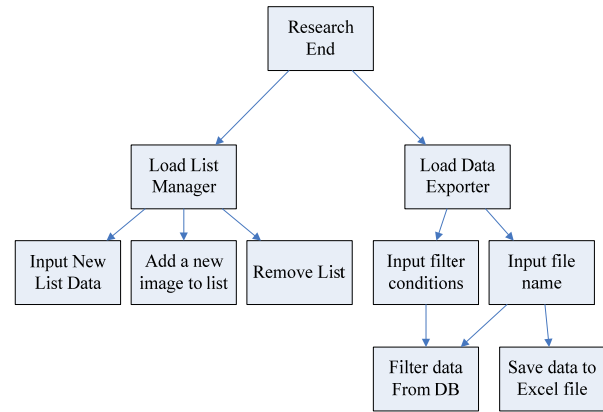 Research
End
Load List
Manager
Load Data
Exporter
Input New
List Data
Add a new
image to list
Remove List
Input filter
conditions
Input file
name
Filter data
From DB
Save data to
Excel file